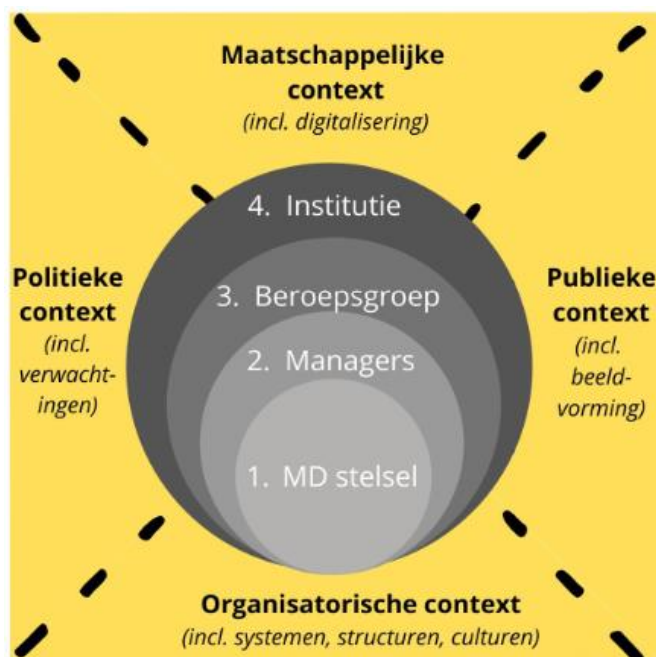 Maatschappelijke
context
(incl. digitalisering)
4. Institutie
3. Beroepsgroep
2. Managers
1. MD stelsel
Politieke
context
(incl.
verwacht-
ingen)
Publieke
context
(incl.
beeld-
vorming)
Organisatorische context
(incl. systemen, structuren, culturen)